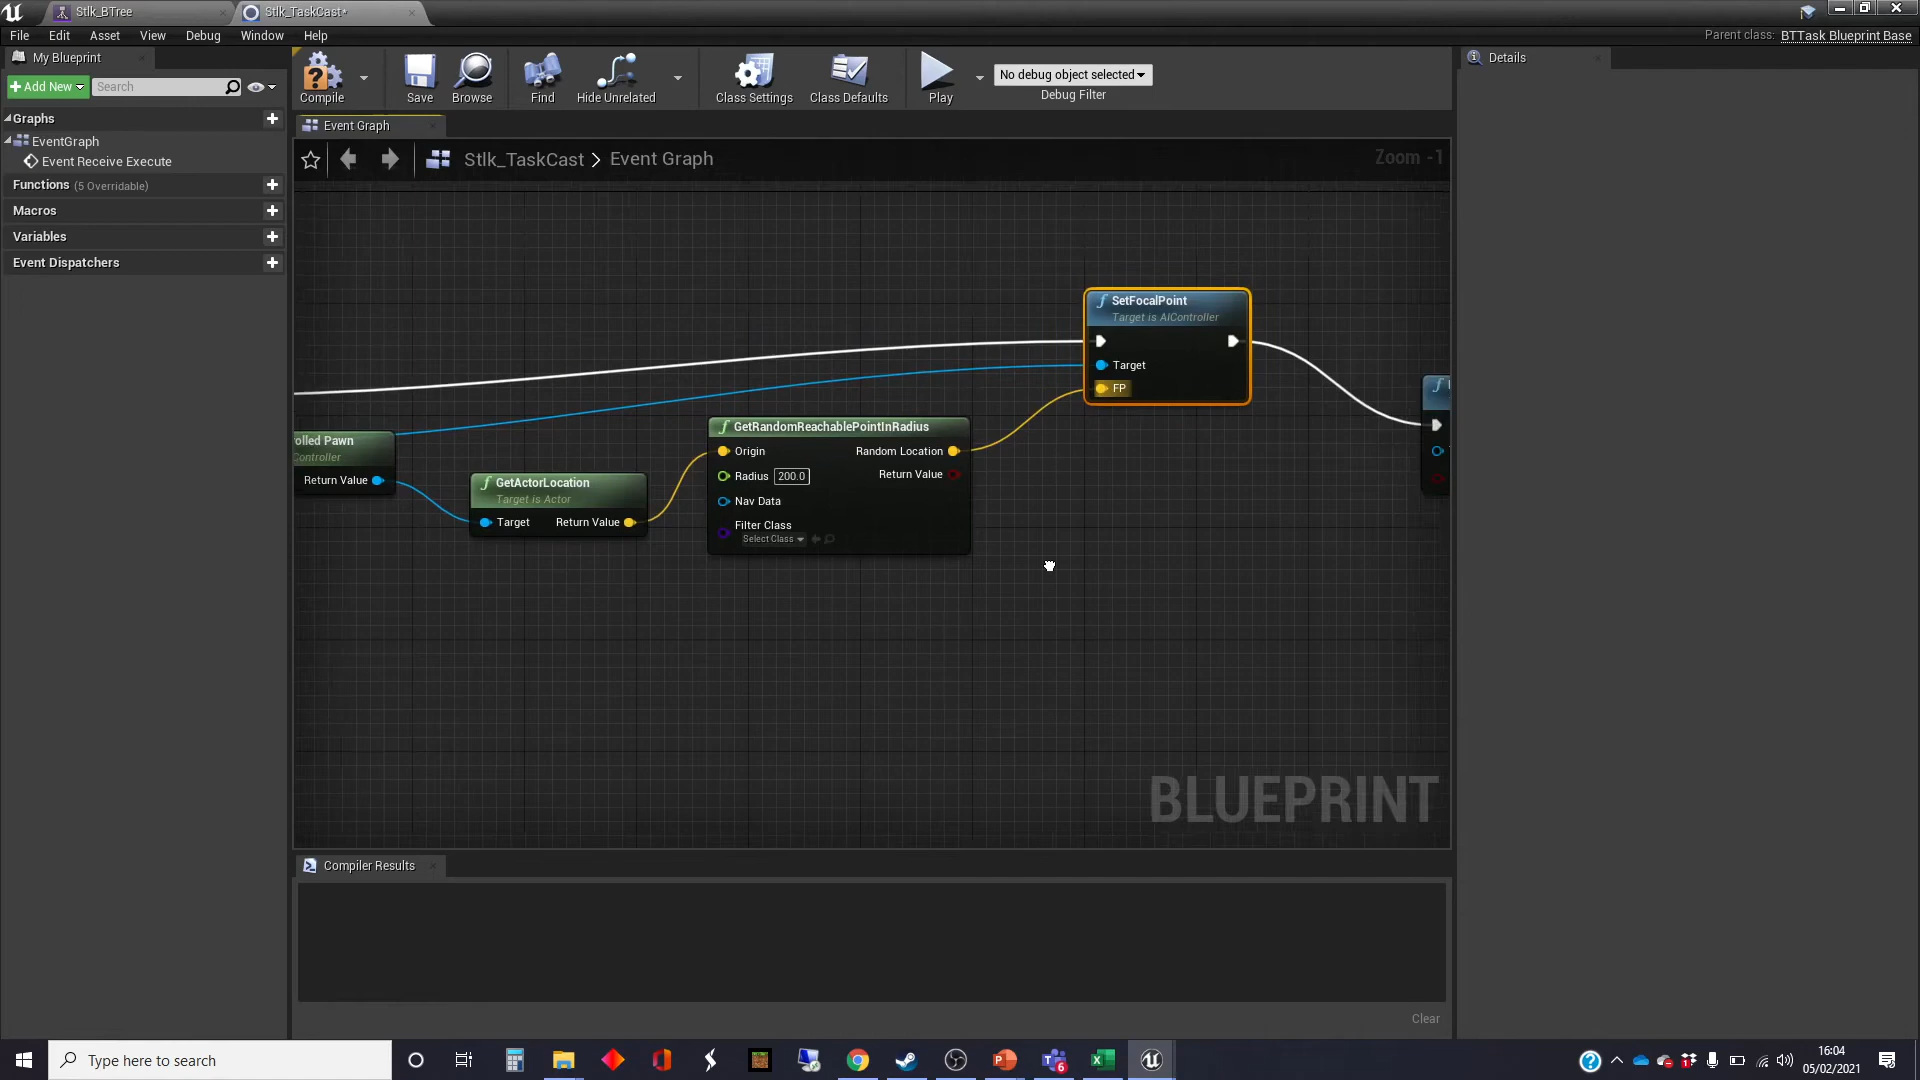 Stlk_BTree
Stlk_TaskCast*
File Edit Asset View Debug Window Help
Parent class: BTTask Blueprint Base
My Blueprint
Add New
Search
Compile
Save
Browse
Find
Hide Unrelated
Class Settings
Class Defaults
Play
No debug object selected
Debug Filter
Details
Graphs
EventGraph
Event Receive Execute
Functions (5 Overridable)
Macros
Variables
Event Dispatchers
Event Graph
Stlk_TaskCast > Event Graph
Zoom -1
SetFocalPoint
Target is AIController
Target
FP
olled Pawn
Controller
Return Value
GetActorLocation
Target is Actor
Target Return Value
GetRandomReachablePointInRadius
Origin Random Location
Radius 200.0 Return Value
Nav Data
Filter Class
Select Class
BLUEPRINT
Compiler Results
Clear
Type here to search
6
16:04
05/02/2021